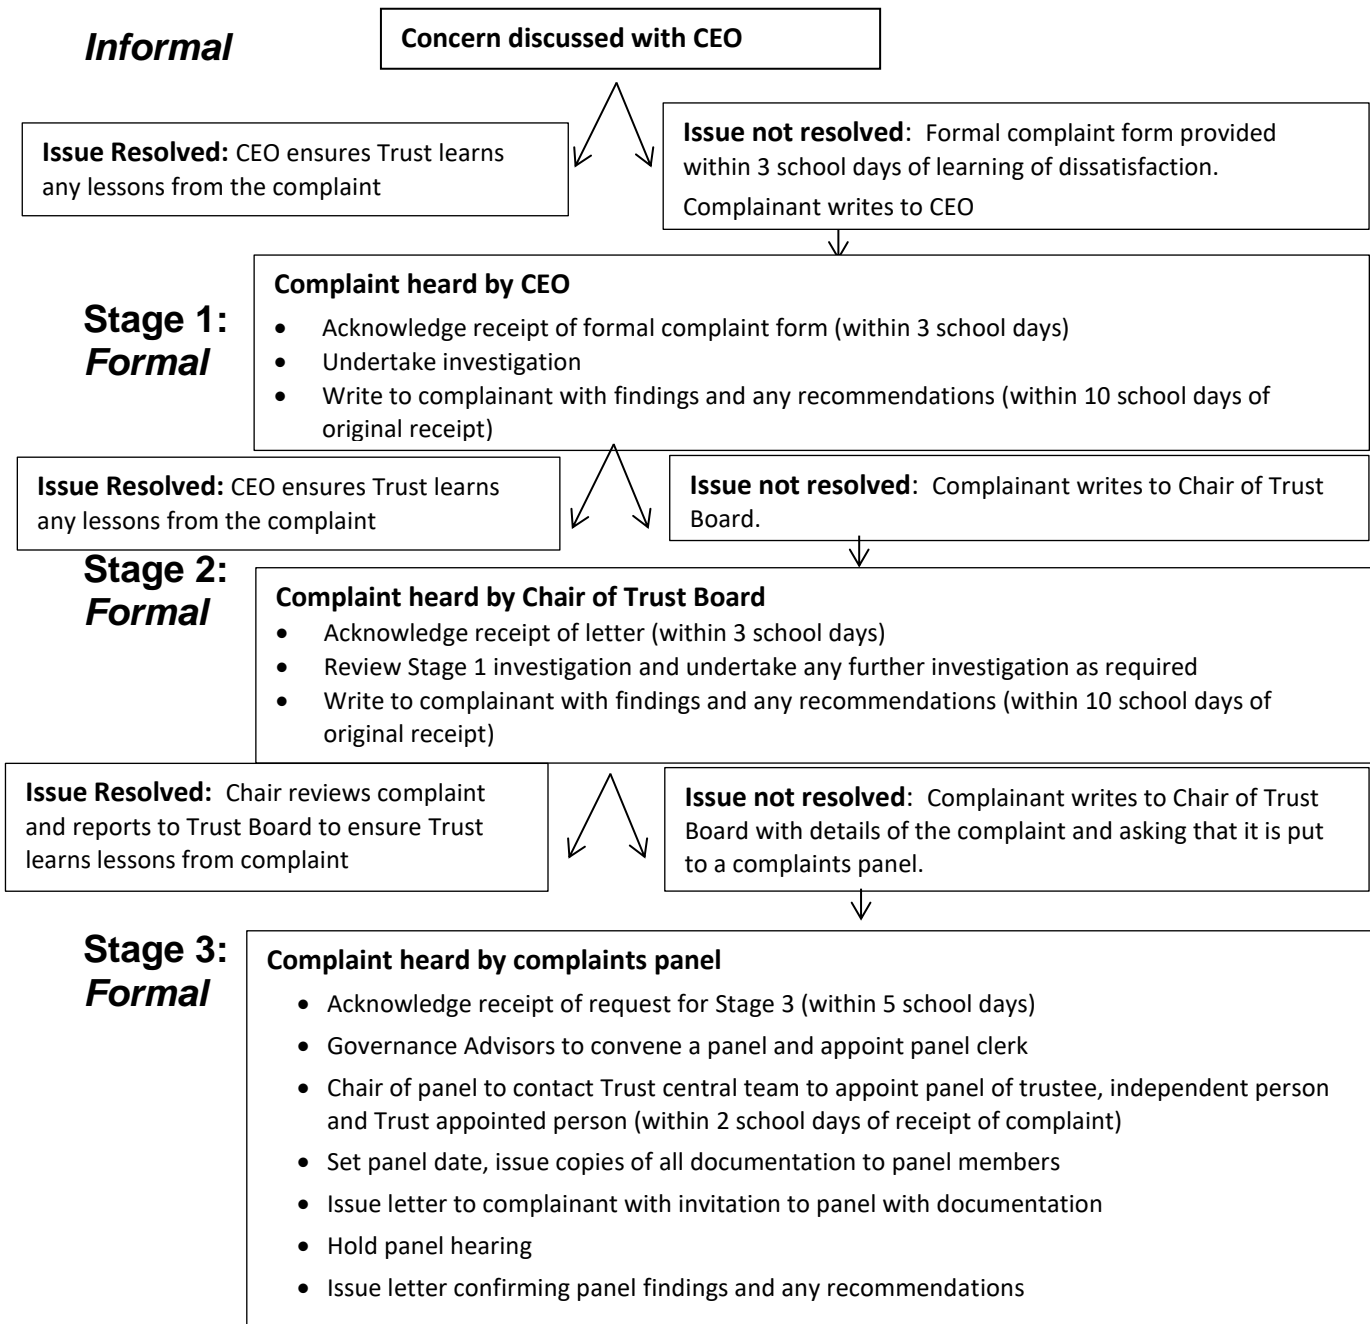 Informal
Concern discussed with CEO
Issue Resolved: CEO ensures Trust learns
any lessons from the complaint
Issue not resolved: Formal complaint form provided
within 3 school days of learning of dissatisfaction.
Complainant writes to CEO
Stage 1:
Formal
Complaint heard by CEO
• Acknowledge receipt of formal complaint form (within 3 school days)
• Undertake investigation
• Write to complainant with findings and any recommendations (within 10 school days of
original receipt)
Issue Resolved: CEO ensures Trust learns
any lessons from the complaint
Issue not resolved: Complainant writes to Chair of Trust
Board.
Stage 2:
Formal
Complaint heard by Chair of Trust Board
• Acknowledge receipt of letter (within 3 school days)
• Review Stage 1 investigation and undertake any further investigation as required
• Write to complainant with findings and any recommendations (within 10 school days of
original receipt)
Issue Resolved: Chair reviews complaint
and reports to Trust Board to ensure Trust
learns lessons from complaint
Issue not resolved: Complainant writes to Chair of Trust
Board with details of the complaint and asking that it is put
to a complaints panel.
Stage 3:
Formal
Complaint heard by complaints panel
• Acknowledge receipt of request for Stage 3 (within 5 school days)
• Governance Advisors to convene a panel and appoint panel clerk
• Chair of panel to contact Trust central team to appoint panel of trustee, independent person
and Trust appointed person (within 2 school days of receipt of complaint)
• Set panel date, issue copies of all documentation to panel members
• Issue letter to complainant with invitation to panel with documentation
• Hold panel hearing
• Issue letter confirming panel findings and any recommendations